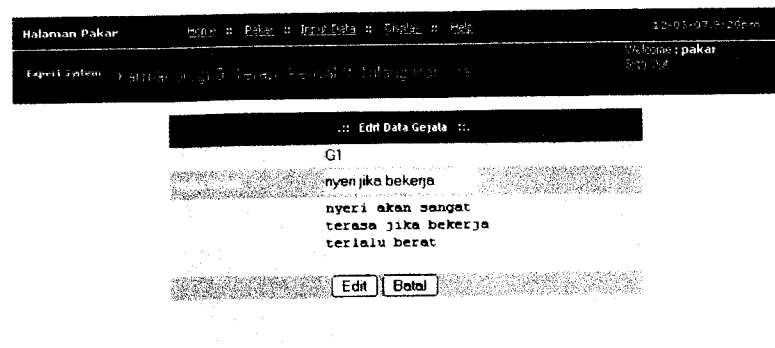 Halaman Pakar Home :: Pakar :: Input Data :: Display :: Help
Welcome : pakar
Expert System
.:: Edit Data Gejala ::.
G1
nyeri jika bekerja
nyeri akan sangat
terasa jika bekerja
terlalu berat
Edit Batal